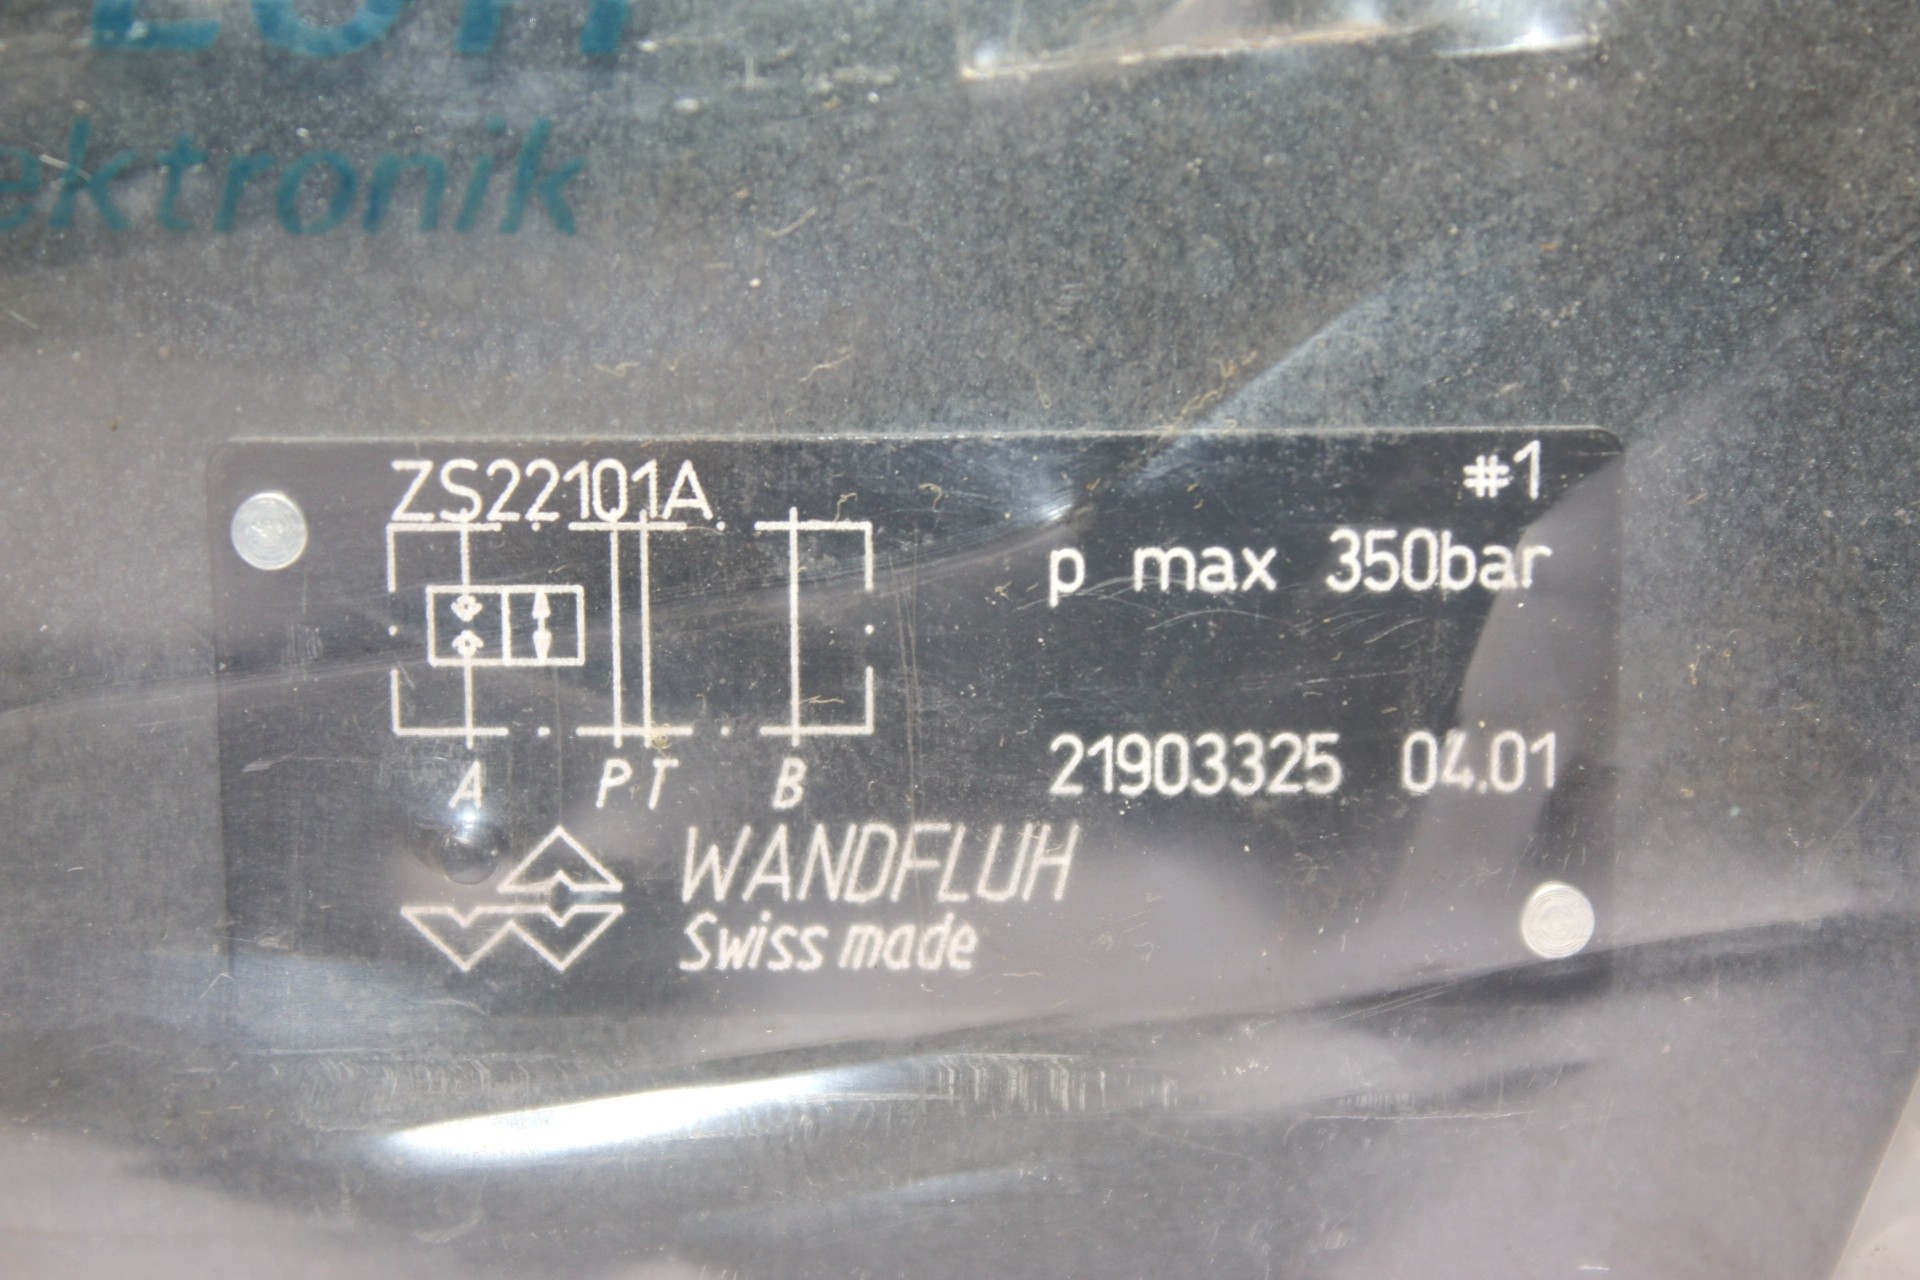 ektronik
ZS22101A
#1
p max 350bar
A PT B
21903325 04.01
WANDFLUH
Swiss made